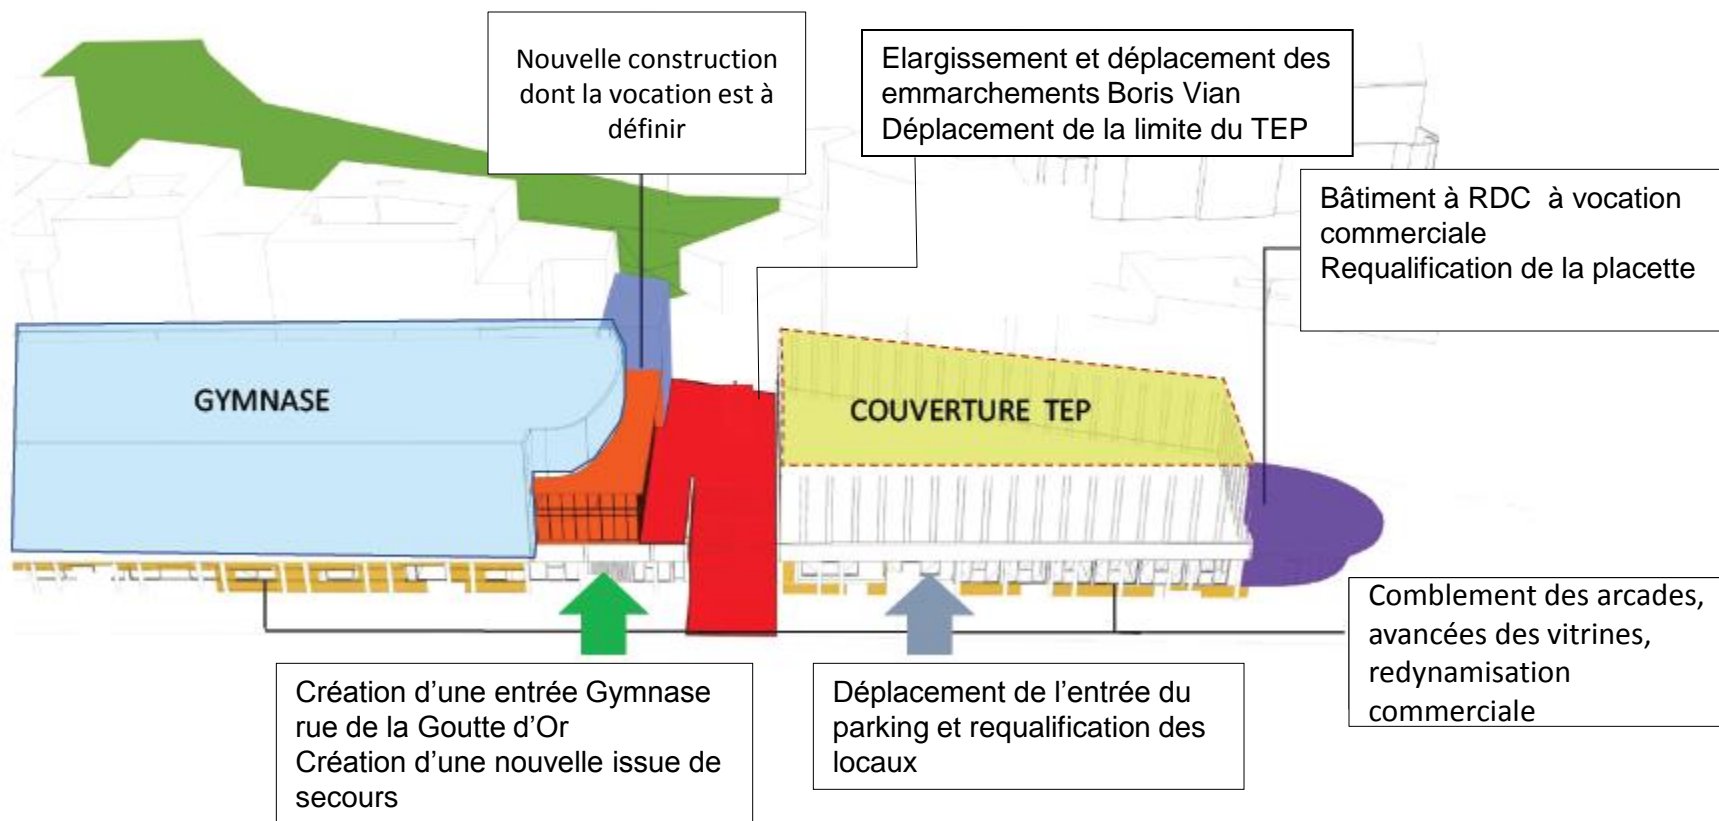 Nouvelle construction
dont la vocation est à
définir
Elargissement et déplacement des
emmarchements Boris Vian
Déplacement de la limite du TEP
Bâtiment à RDC  à vocation
commerciale
Requalification de la placette
GYMNASE
COUVERTURE TEP
Comblement des arcades,
avancées des vitrines,
redynamisation
commerciale
Création d’une entrée Gymnase
rue de la Goutte d’Or
Création d’une nouvelle issue de
secours
Déplacement de l’entrée du
parking et requalification des
locaux